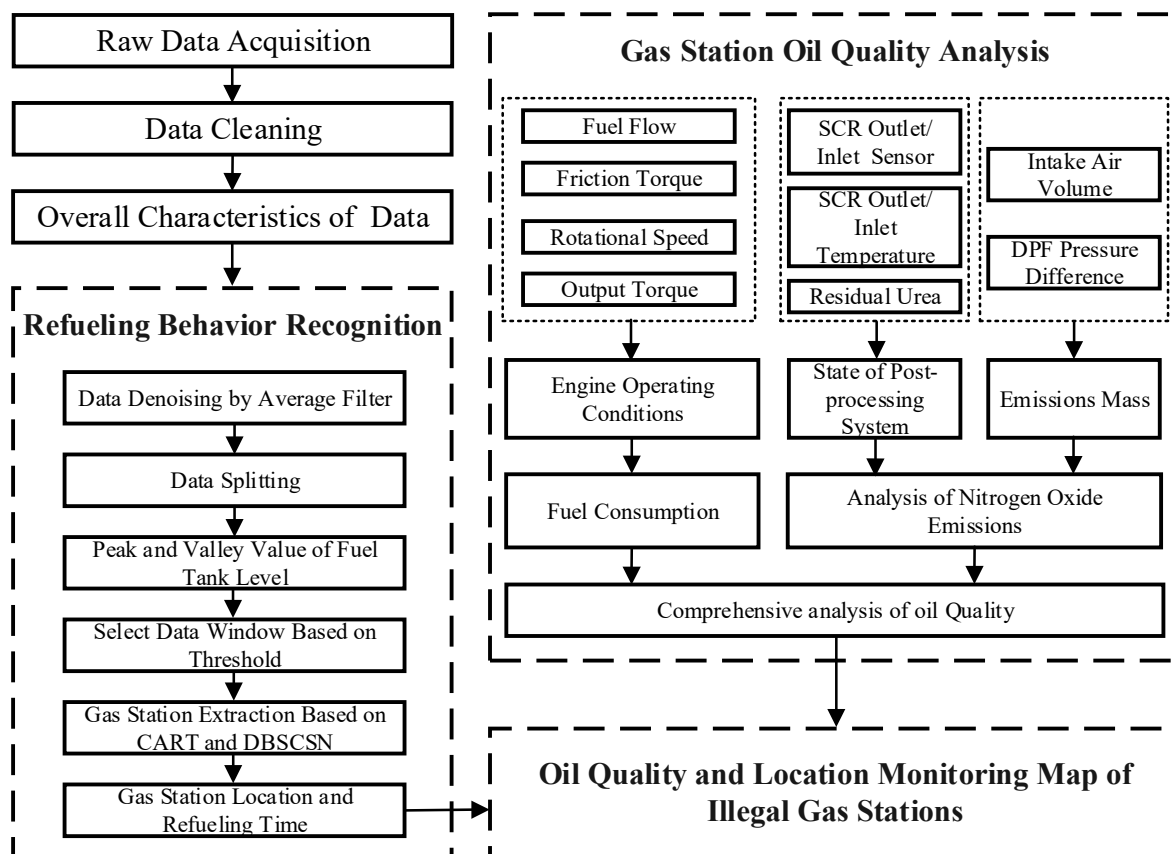 Raw Data Acquisition
Data Cleaning
Overall Characteristics of Data
Refueling Behavior Recognition
Data Denoising by Average Filter
Data Splitting
Peak and Valley Value of Fuel
Tank Level
Select Data Window Based on
Threshold
Gas Station Extraction Based on
CART and DBSCSN
Gas Station Location and
Refueling Time
Gas Station Oil Quality Analysis
Fuel Flow
Friction Torque
Rotational Speed
Output Torque
SCR Outlet/
Inlet Sensor
SCR Outlet/
Inlet
Temperature
Residual Urea
Intake Air
Volume
DPF Pressure
Difference
Engine Operating
Conditions
State of Post-
processing
System
Emissions Mass
Fuel Consumption
Analysis of Nitrogen Oxide
Emissions
Comprehensive analysis of oil Quality
Oil Quality and Location Monitoring Map of
Illegal Gas Stations